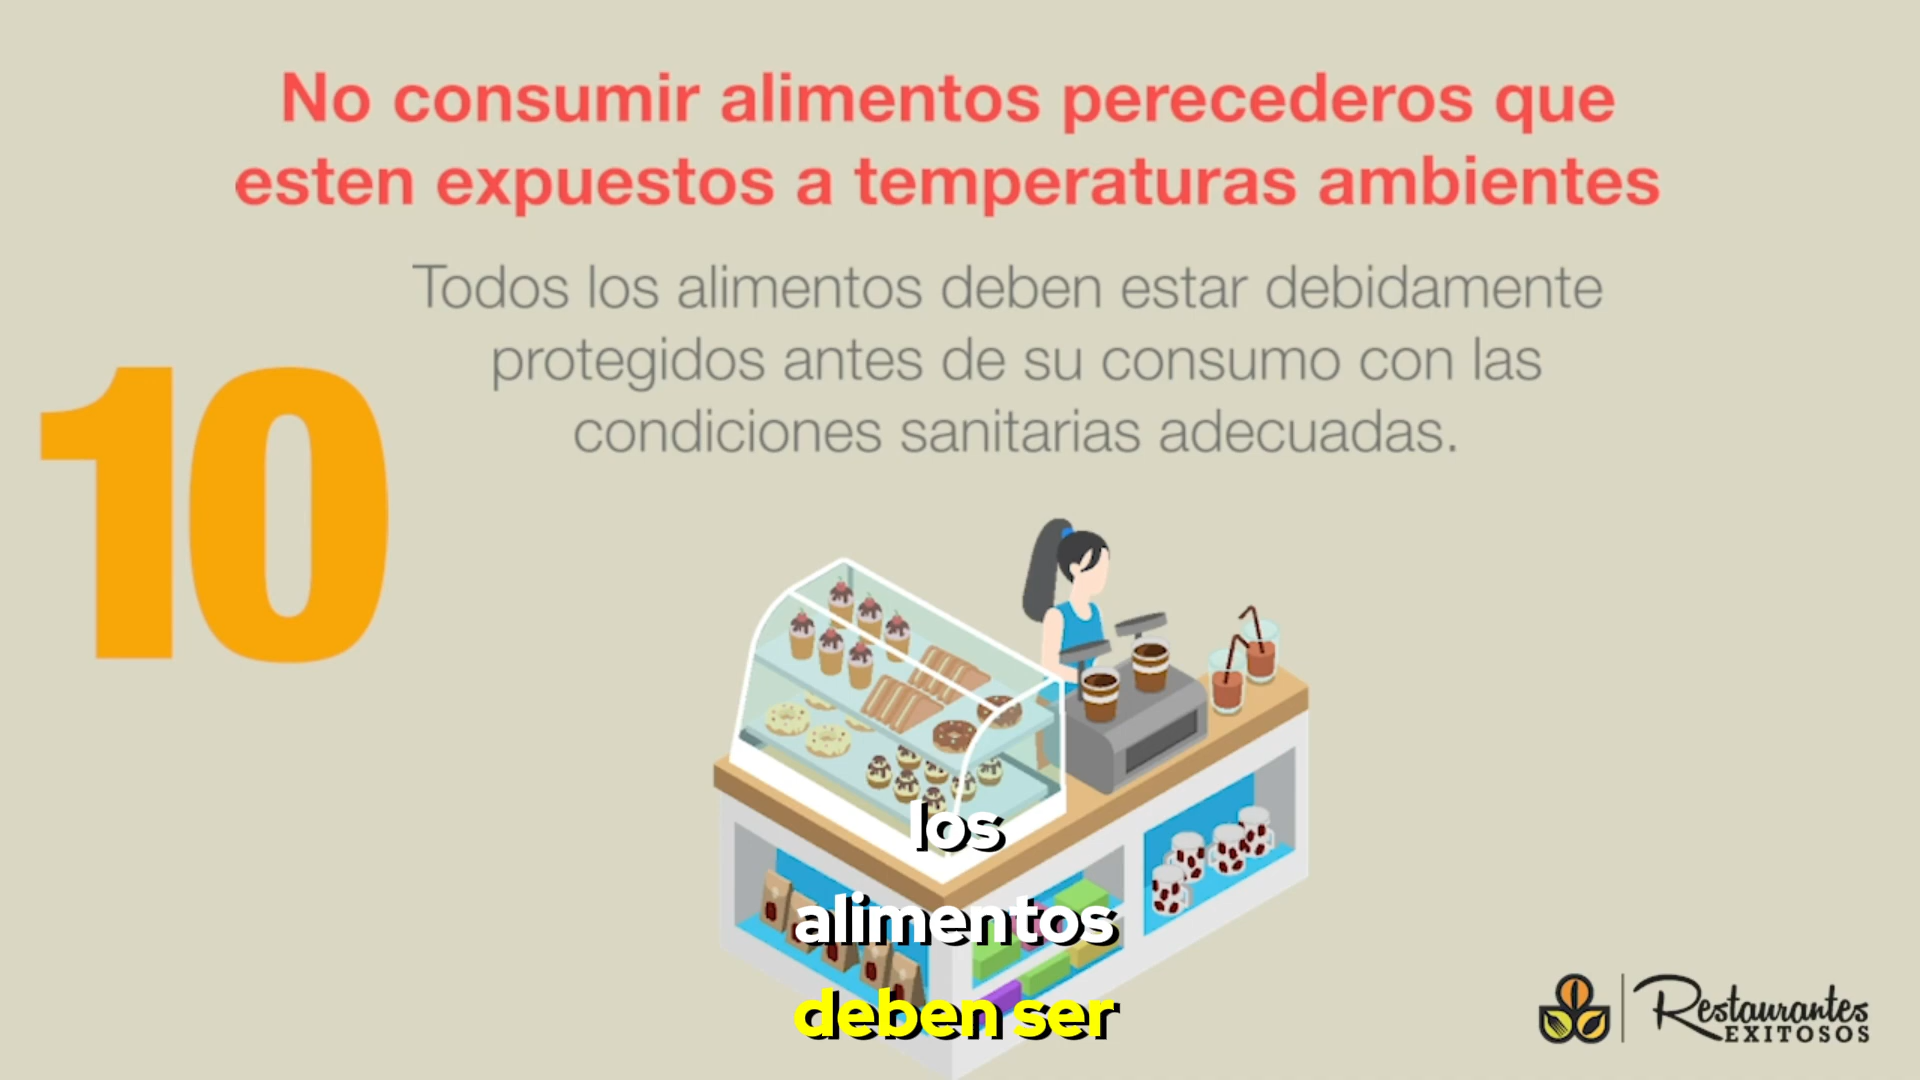 No consumir alimentos perecederos que
esten expuestos a temperaturas ambientes
Todos los alimentos deben estar debidamente
protegidos antes de su consumo con las
condiciones sanitarias adecuadas.
10
los
alimentos
deben ser
Restaurantes
EXITOSOS